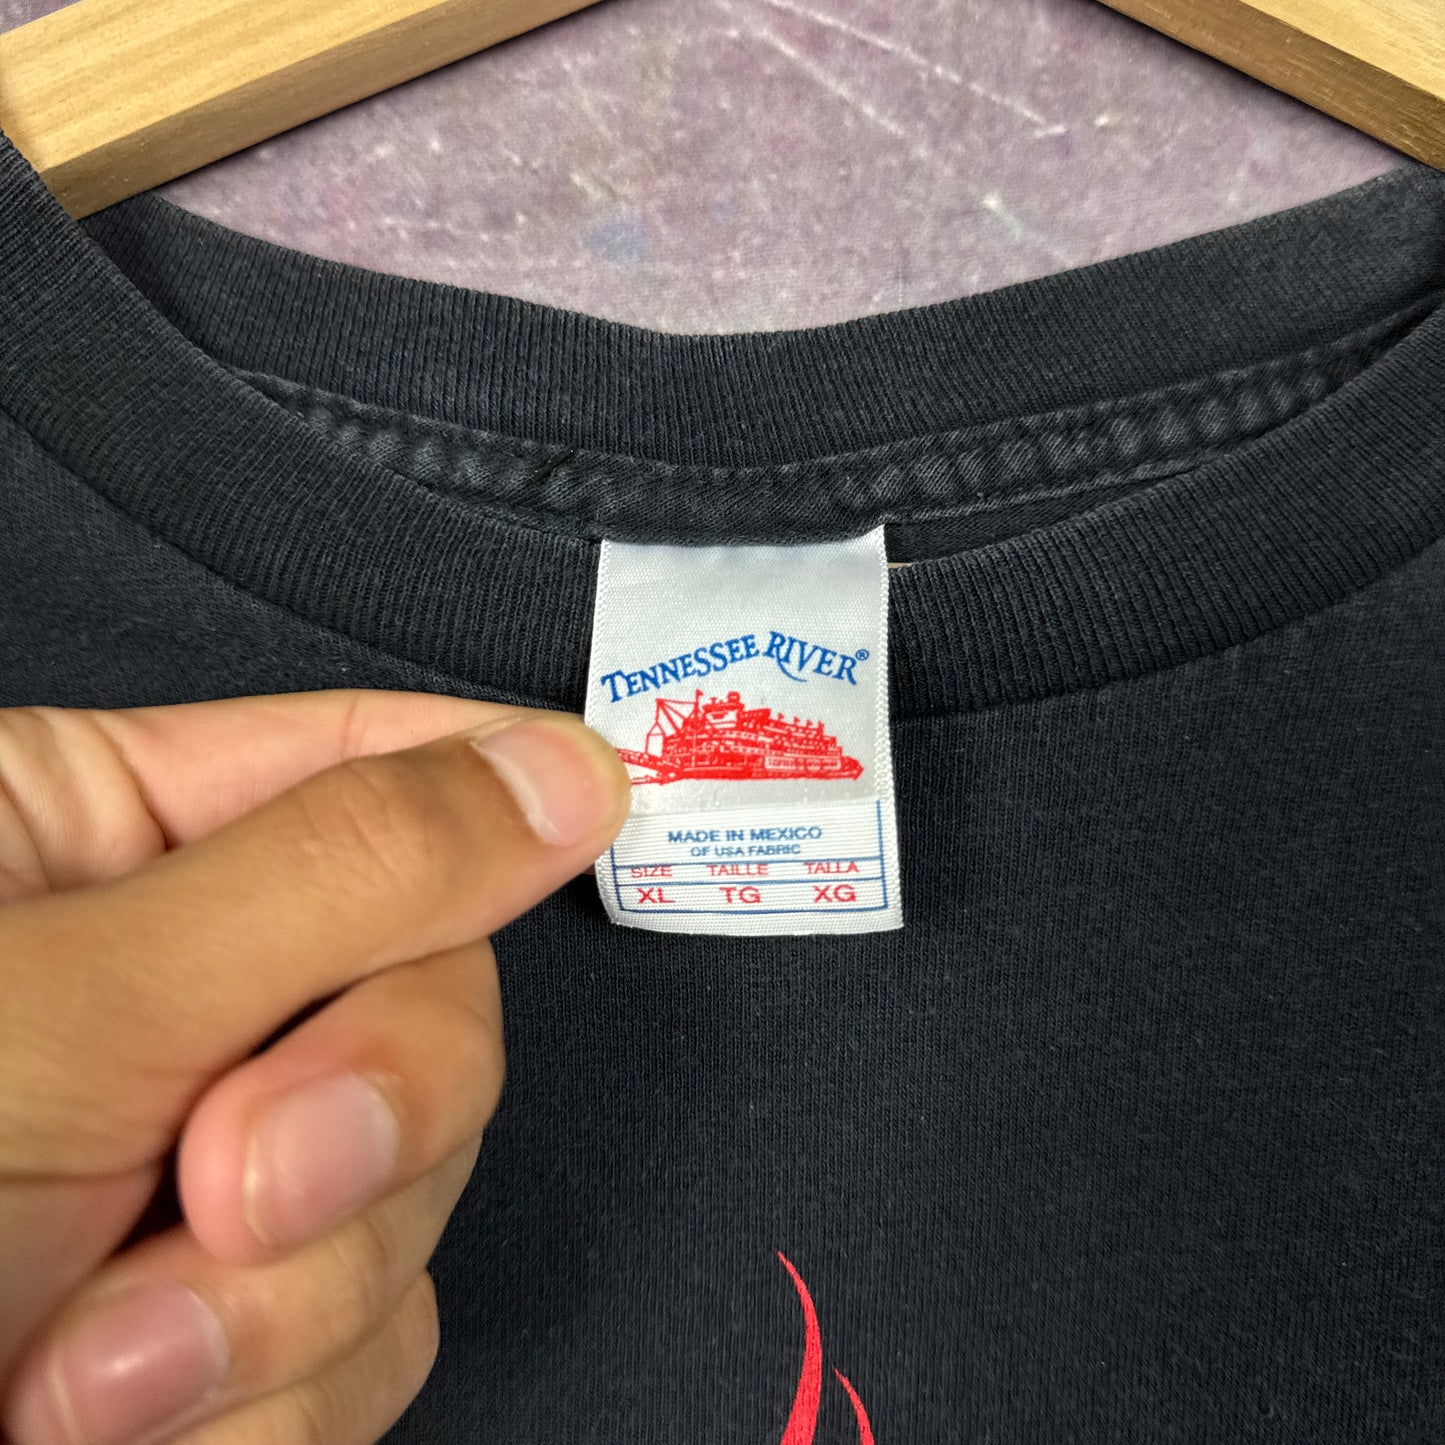 TENNESSEE RIVER®
MADE IN MEXICO
OF USA FABRIC
SIZE TAILLE TALLA
XL TG XG